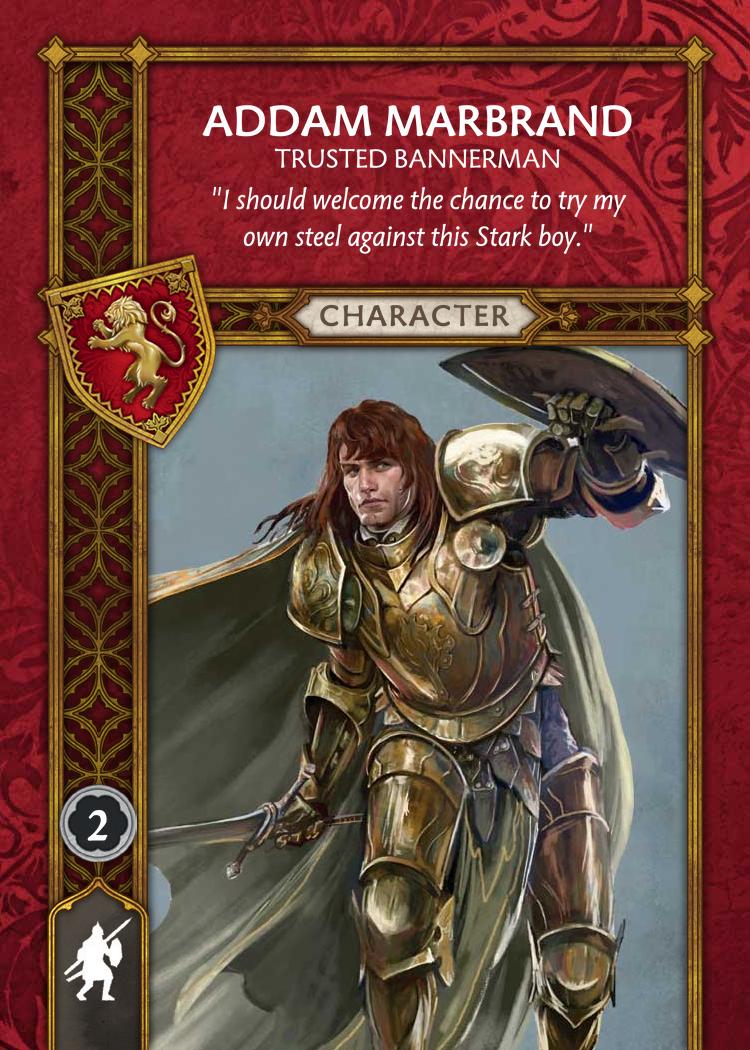 ADDAM MARBRAND
TRUSTED BANNERMAN
"I should welcome the chance to try my
own steel against this Stark boy."
CHARACTER
2